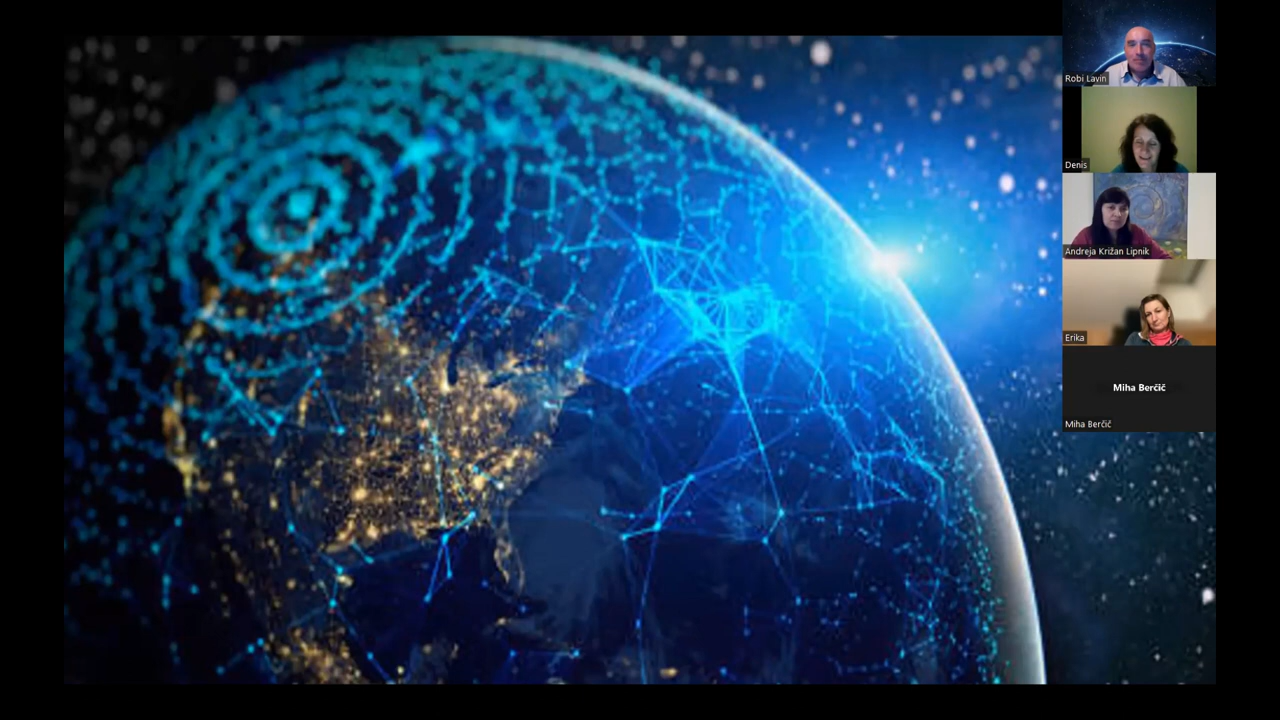 Robi Lavin
Denis
Andreja Križan Lipnik
Erika
Miha Berčič
Miha Berčič